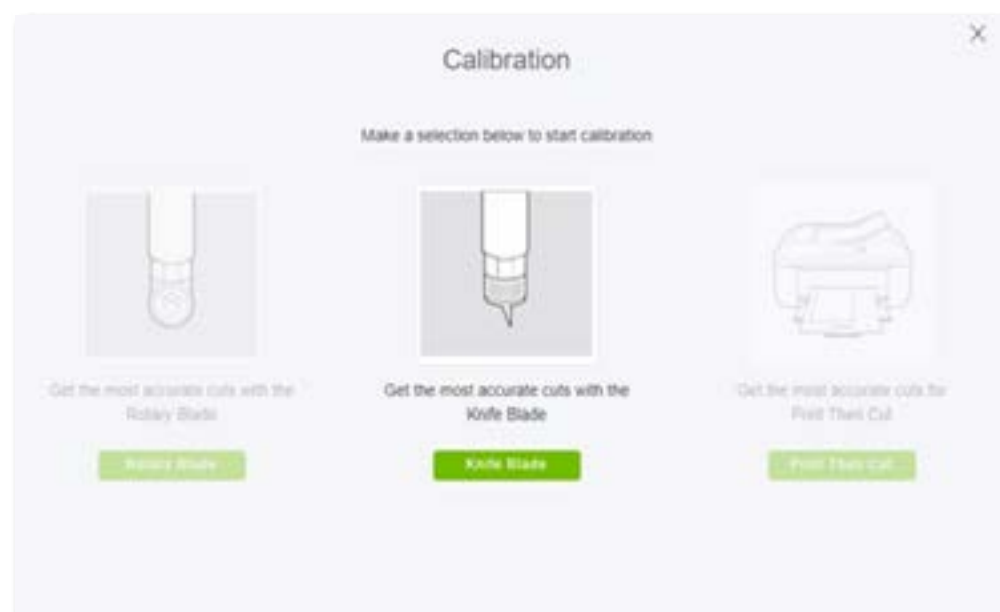 Calibration
Make a selection below to start calibration
Get the most accurate cuts with the
Rotary Blade
Rotary Blade
Get the most accurate cuts with the
Knife Blade
Knife Blade
Get the most accurate cuts for
Print Then Cut
Print Then Cut